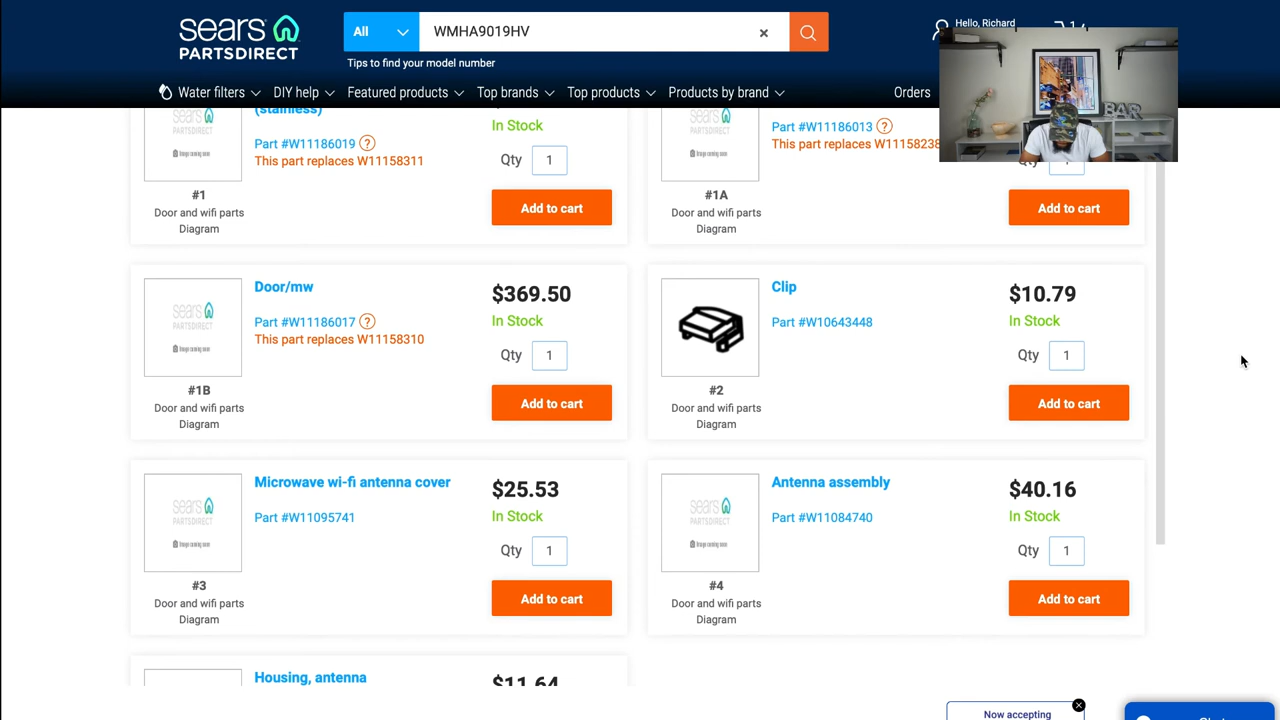 sears
PARTSDIRECT
All
WMHA9019HV
Tips to find your model number
Hello, Richard
Water filters
DIY help
Featured products
Top brands
Top products
Products by brand
Orders
BAR
(stainless)
Part #W11186019 ?
This part replaces W11158311
In Stock
Qty 1
Add to cart
#1
Door and wifi parts
Diagram
Part #W11186013 ?
This part replaces W11158238
Add to cart
#1A
Door and wifi parts
Diagram
Door/mw
Part #W11186017 ?
This part replaces W11158310
$369.50
In Stock
Qty 1
Add to cart
#1B
Door and wifi parts
Diagram
Clip
Part #W10643448
$10.79
In Stock
Qty 1
Add to cart
#2
Door and wifi parts
Diagram
Microwave wi-fi antenna cover
Part #W11095741
$25.53
In Stock
Qty 1
Add to cart
#3
Door and wifi parts
Diagram
Antenna assembly
Part #W11084740
$40.16
In Stock
Qty 1
Add to cart
#4
Door and wifi parts
Diagram
Housing, antenna
$11.64
Now accepting